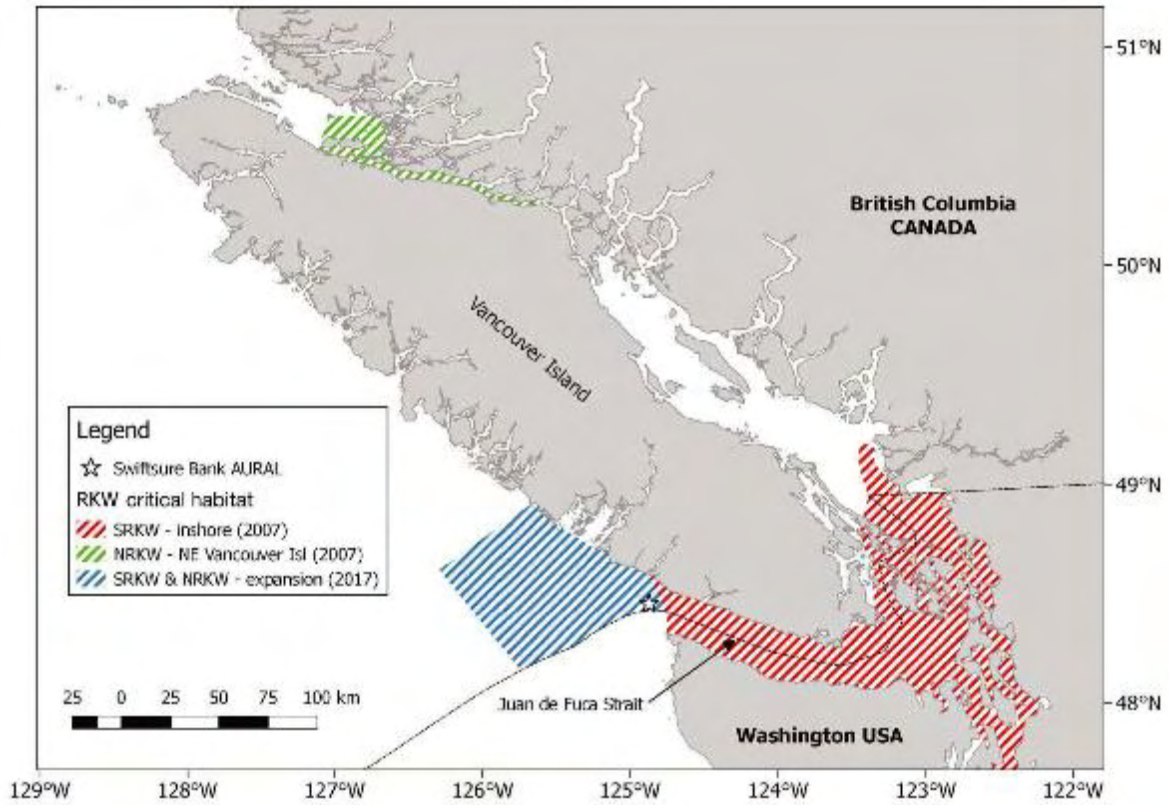 51°N
British Columbia
CANADA
50°N
Vancouver Island
Legend
Swiftsure Bank AURAL
RKW critical habitat
SRKW - inshore (2007)
NRKW - NE Vancouver Isl (2007)
SRKW & NRKW - expansion (2017)
49°N
25 0 25 50 75 100 km
Juan de Fuca Strait
48°N
Washington USA
129°W 128°W 127°W 126°W 125°W 124°W 123°W 122°W